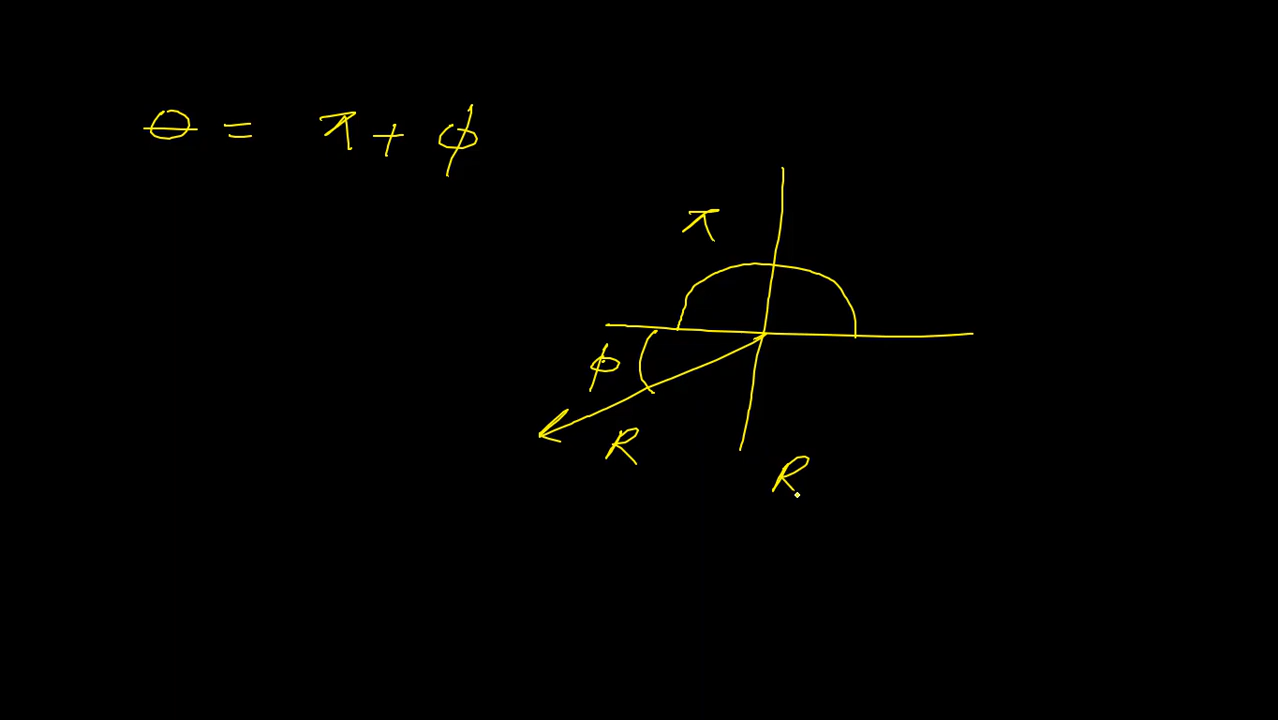 θ = π + ϕ
π
ϕ
R
R